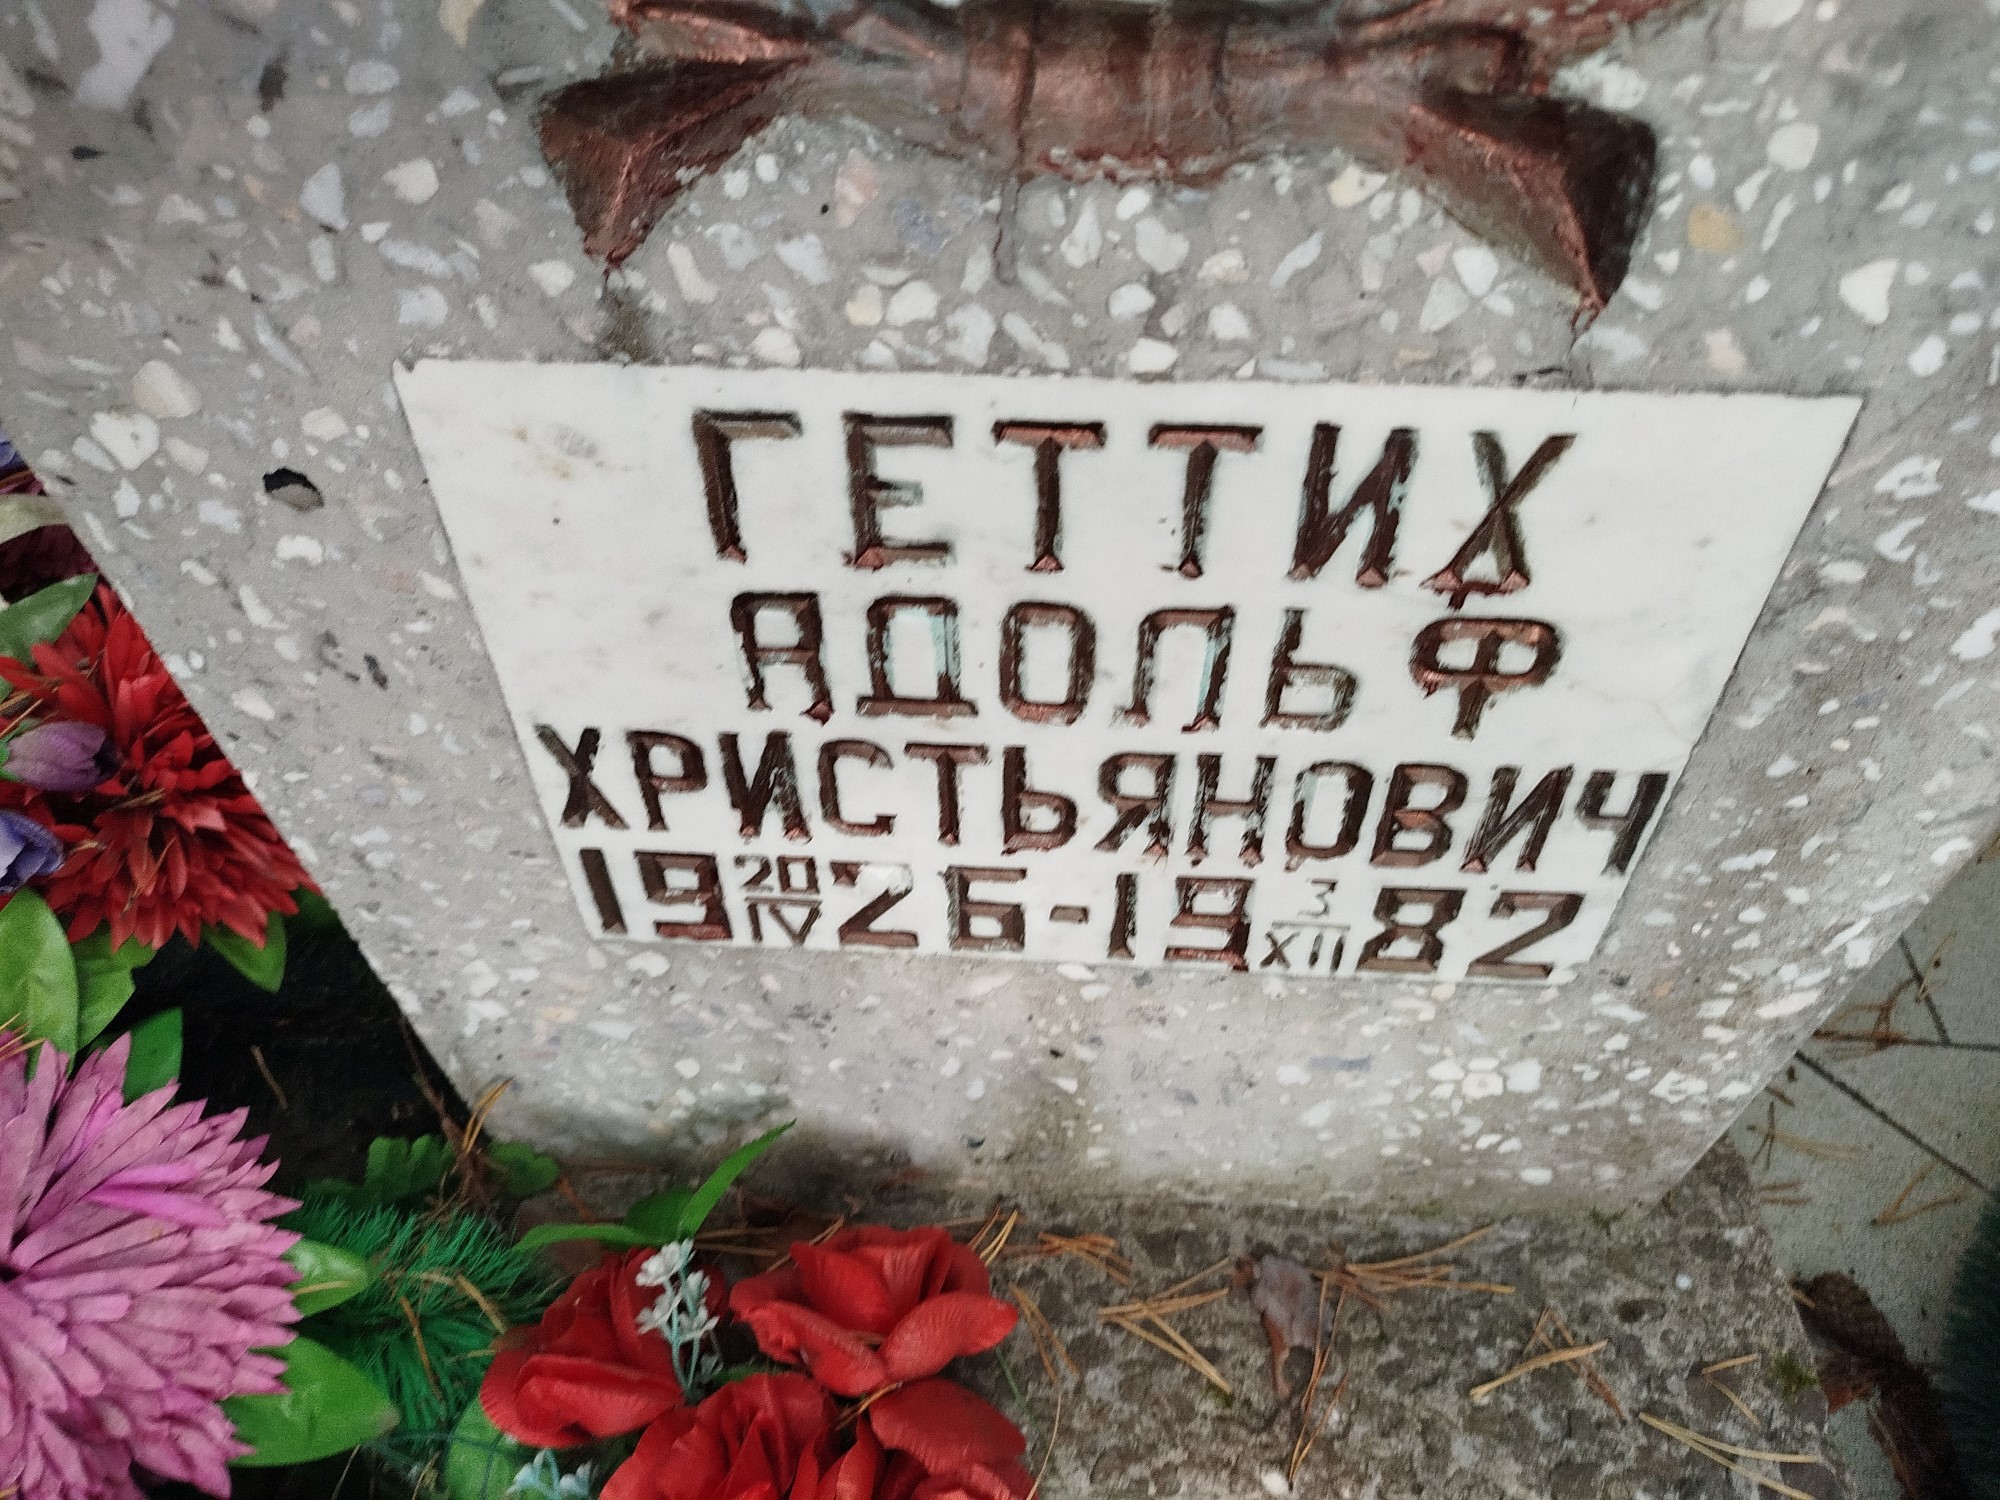 ГЕТТИХ
АДОЛЬФ
ХРИСТЬЯНОВИЧ
19 20/IV 26 - 19 3/XII 82